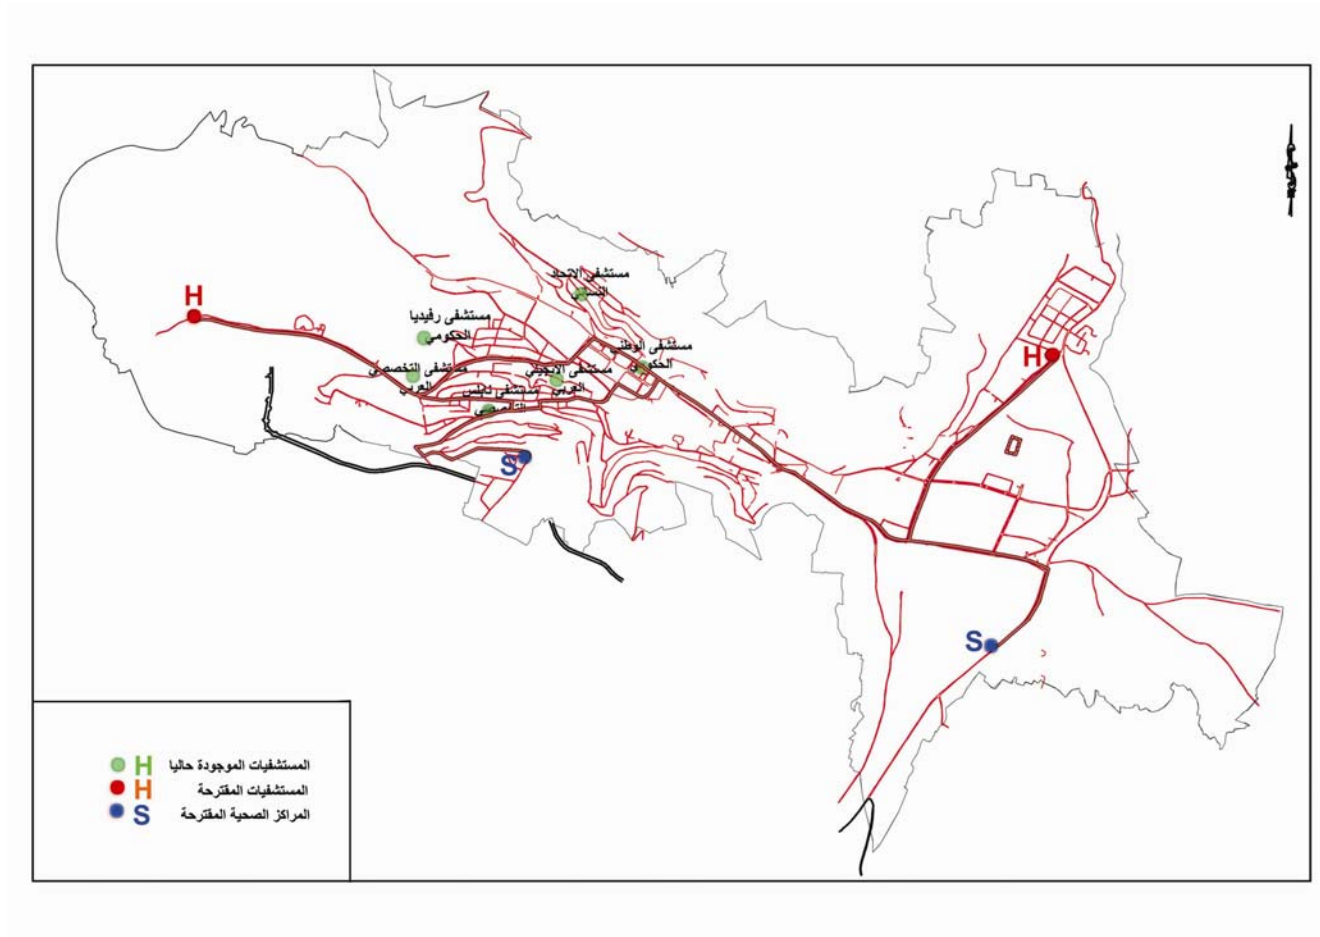 H
مستشفى الاتحاد
النسائي
مستشفى رفيديا
الحكومي
مستشفى الوطني
الحكومي
H
مستشفى التخصصي
العربي
مستشفى الانجيلي
العربي
مستشفى نابلس
التخصصي
S
S
H المستشفيات الموجودة حاليا
H المستشفيات المقترحة
S المراكز الصحية المقترحة